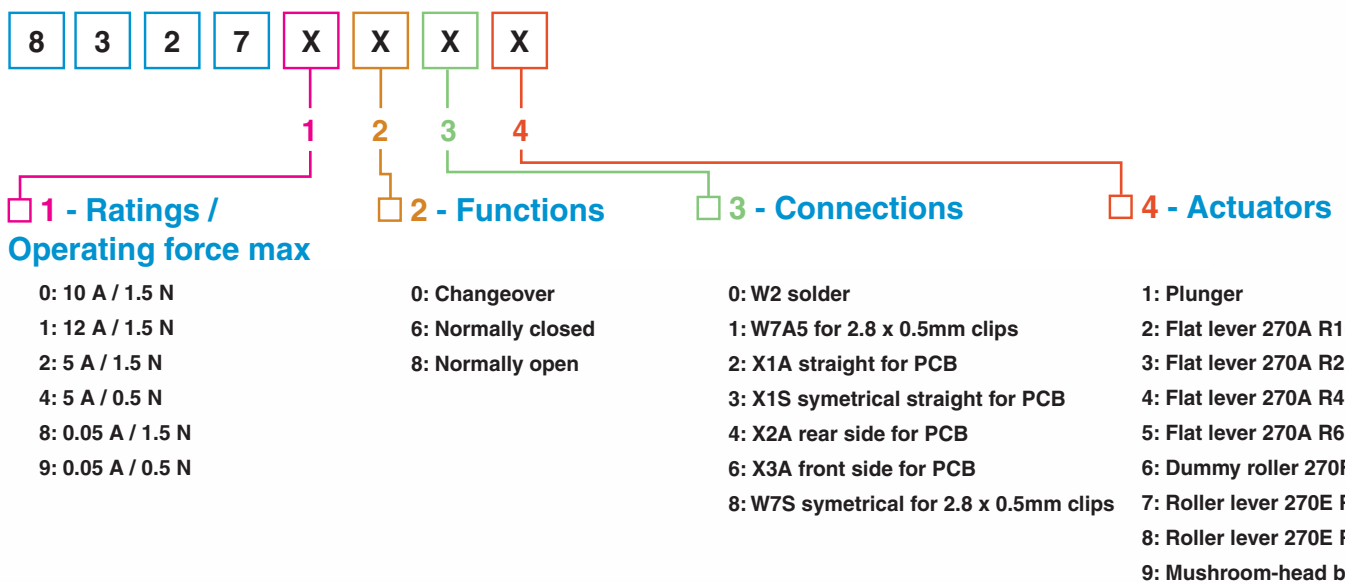 8 3 2 7 X X X X
1 2 3 4
1 - Ratings /
Operating force max
0: 10 A / 1.5 N
1: 12 A / 1.5 N
2: 5 A / 1.5 N
4: 5 A / 0.5 N
8: 0.05 A / 1.5 N
9: 0.05 A / 0.5 N
2 - Functions
0: Changeover
6: Normally closed
8: Normally open
3 - Connections
0: W2 solder
1: W7A5 for 2.8 x 0.5mm clips
2: X1A straight for PCB
3: X1S symetrical straight for PCB
4: X2A rear side for PCB
6: X3A front side for PCB
8: W7S symetrical for 2.8 x 0.5mm clips
4 - Actuators
1: Plunger
2: Flat lever 270A R1
3: Flat lever 270A R2
4: Flat lever 270A R4
5: Flat lever 270A R6
6: Dummy roller
7: Roller lever 270E
8: Roller lever 270E
9: Mushroom-head